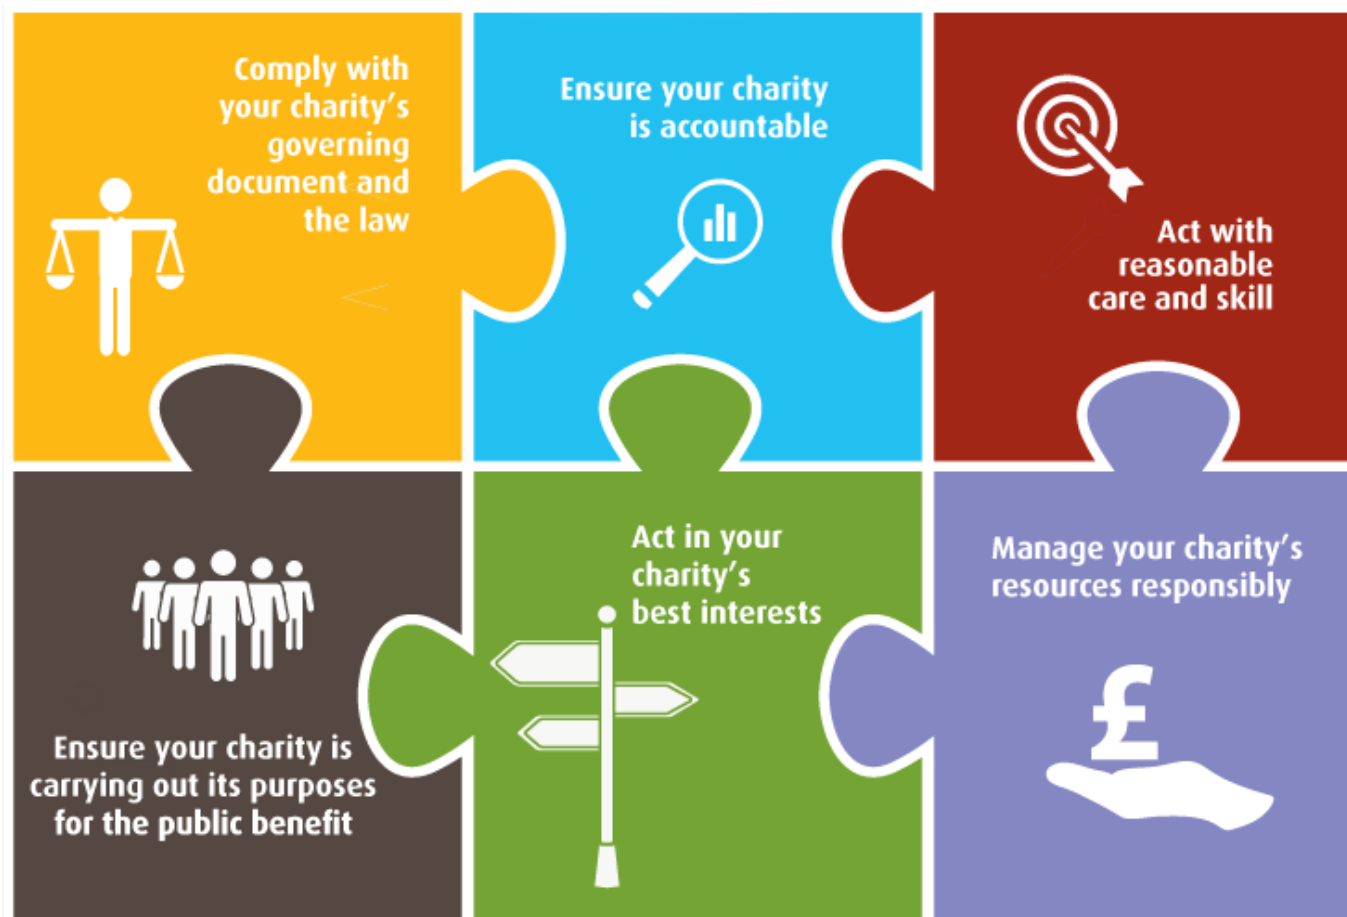 Comply with
your charity's
governing
document and
the law
Ensure your charity
is accountable
Act with
reasonable
care and skill
Ensure your charity is
carrying out its purposes
for the public benefit
Act in your
charity's
best interests
Manage your charity's
resources responsibly
£